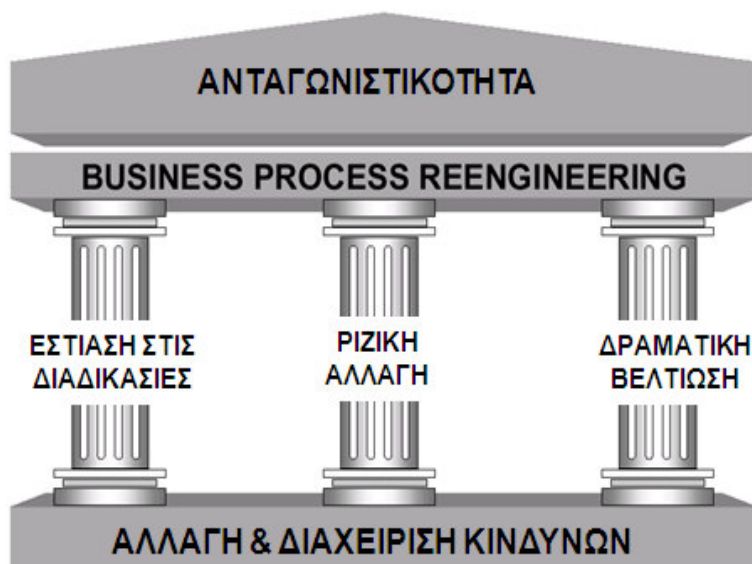 ΑΝΤΑΓΩΝΙΣΤΙΚΟΤΗΤΑ
BUSINESS PROCESS REENGINEERING
ΕΣΤΙΑΣΗ ΣΤΙΣ
ΔΙΑΔΙΚΑΣΙΕΣ
ΡΙΖΙΚΗ
ΑΛΛΑΓΗ
ΔΡΑΜΑΤΙΚΗ
ΒΕΛΤΙΩΣΗ
ΑΛΛΑΓΗ & ΔΙΑΧΕΙΡΙΣΗ ΚΙΝΔΥΝΩΝ